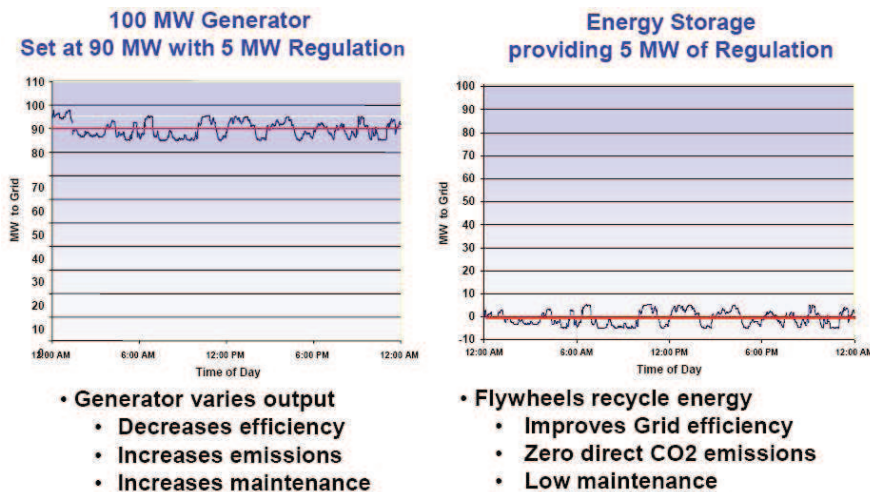 100 MW Generator
Set at 90 MW with 5 MW Regulation
110
100
90
80
70
60
50
40
30
20
10
0
MW to Grid
12:00 AM
6:00 AM
12:00 PM
6:00 PM
12:00 AM
Time of Day
• Generator varies output
• Decreases efficiency
• Increases emissions
• Increases maintenance
Energy Storage
providing 5 MW of Regulation
100
90
80
70
60
50
40
30
20
10
0
-10
MW to Grid
12:00 AM
6:00 AM
12:00 PM
6:00 PM
12:00 AM
Time of Day
• Flywheels recycle energy
• Improves Grid efficiency
• Zero direct CO2 emissions
• Low maintenance